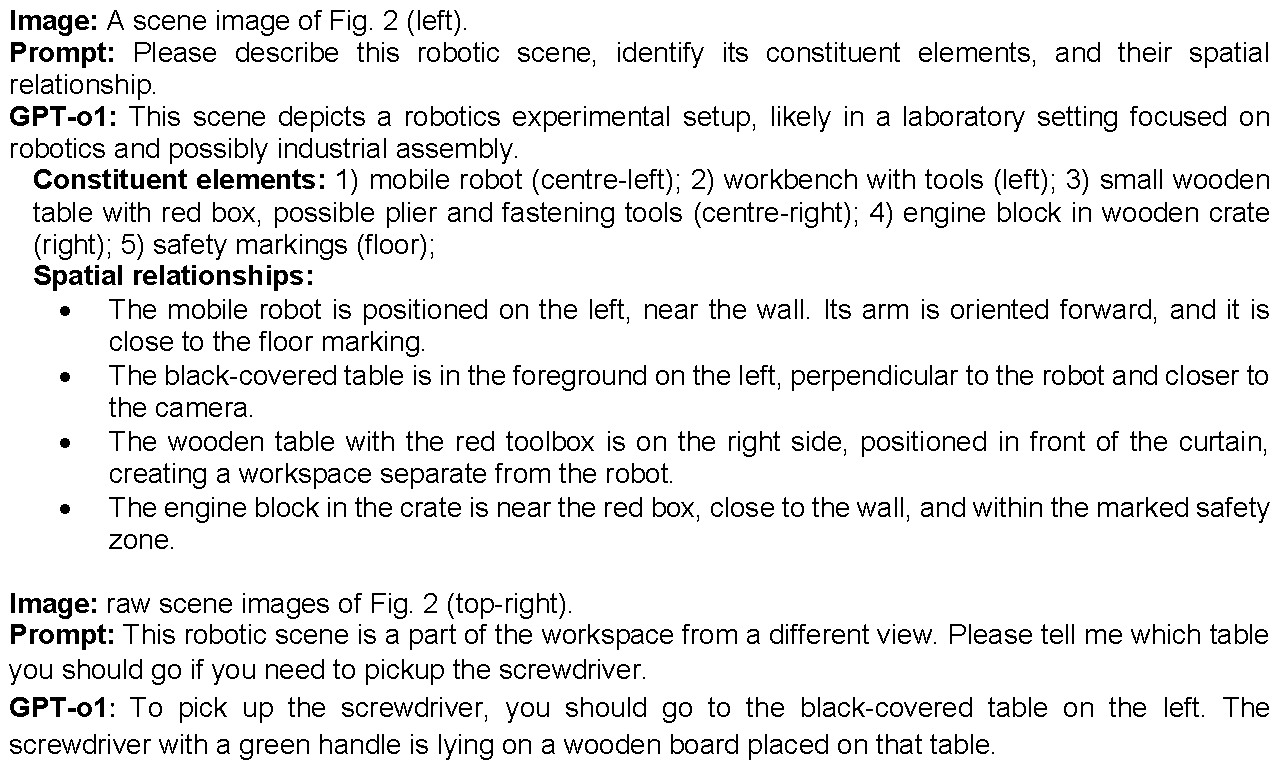 Image: A scene image of Fig. 2 (left).
Prompt: Please describe this robotic scene, identify its constituent elements, and their spatial
relationship.
GPT-o1: This scene depicts a robotics experimental setup, likely in a laboratory setting focused on
robotics and possibly industrial assembly.
Constituent elements: 1) mobile robot (centre-left); 2) workbench with tools (left); 3) small wooden
table with red box, possible plier and fastening tools (centre-right); 4) engine block in wooden crate
(right); 5) safety markings (floor);
Spatial relationships:
• The mobile robot is positioned on the left, near the wall. Its arm is oriented forward, and it is
close to the floor marking.
• The black-covered table is in the foreground on the left, perpendicular to the robot and closer to
the camera.
• The wooden table with the red toolbox is on the right side, positioned in front of the curtain,
creating a workspace separate from the robot.
• The engine block in the crate is near the red box, close to the wall, and within the marked safety
zone.
Image: raw scene images of Fig. 2 (top-right).
Prompt: This robotic scene is a part of the workspace from a different view. Please tell me which table
you should go if you need to pickup the screwdriver.
GPT-o1: To pick up the screwdriver, you should go to the black-covered table on the left. The
screwdriver with a green handle is lying on a wooden board placed on that table.